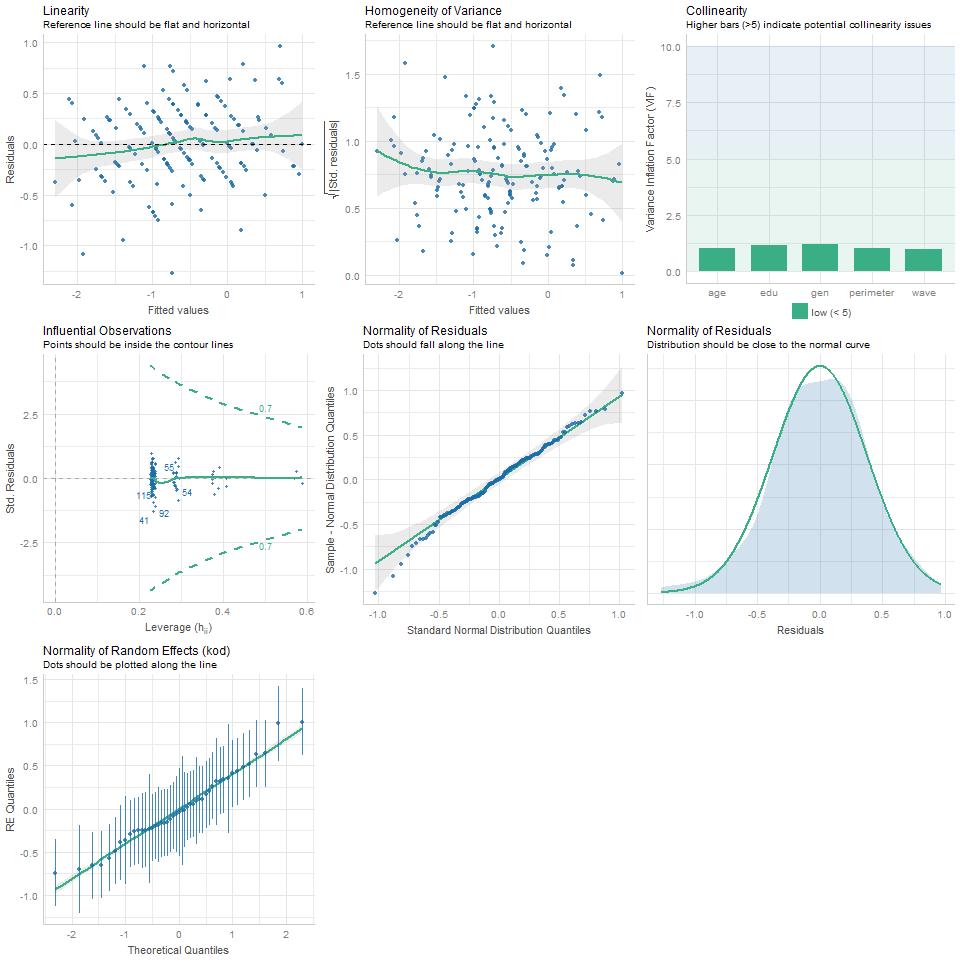 Linearity
Reference line should be flat and horizontal
1.0
0.5
0.0
-0.5
-1.0
Residuals
-2
-1
0
1
Fitted values
Homogeneity of Variance
Reference line should be flat and horizontal
1.5
1.0
0.5
0.0
√|Std. residuals|
-2
-1
0
1
Fitted values
Collinearity
Higher bars (>5) indicate potential collinearity issues
10.0
7.5
5.0
2.5
0.0
Variance Inflation Factor (VIF)
age
edu
gen
perimeter
wave
low (< 5)
Influential Observations
Points should be inside the contour lines
2.5
0.0
-2.5
Std. Residuals
0.7
55
115
54
92
41
0.7
0.0
0.2
0.4
0.6
Leverage (hii)
Normality of Residuals
Dots should fall along the line
1.0
0.5
0.0
-0.5
-1.0
Sample - Normal Distribution Quantiles
-1.0
-0.5
0.0
0.5
1.0
Standard Normal Distribution Quantiles
Normality of Residuals
Distribution should be close to the normal curve
-1.0
-0.5
0.0
0.5
1.0
Residuals
Normality of Random Effects (kod)
Dots should be plotted along the line
1.5
1.0
0.5
0.0
-0.5
-1.0
RE Quantiles
-2
-1
0
1
2
Theoretical Quantiles